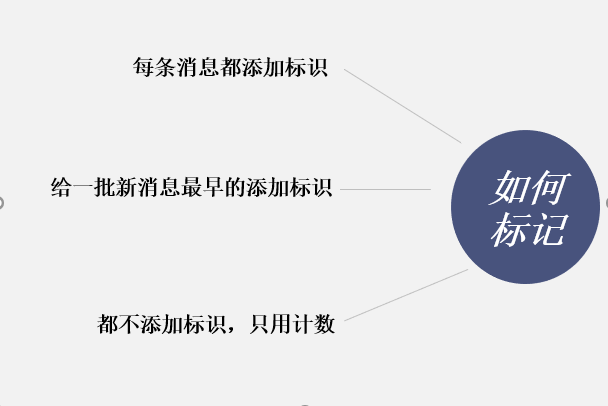 每条消息都添加标识
给一批新消息最早的添加标识
如何
标记
都不添加标识，只用计数